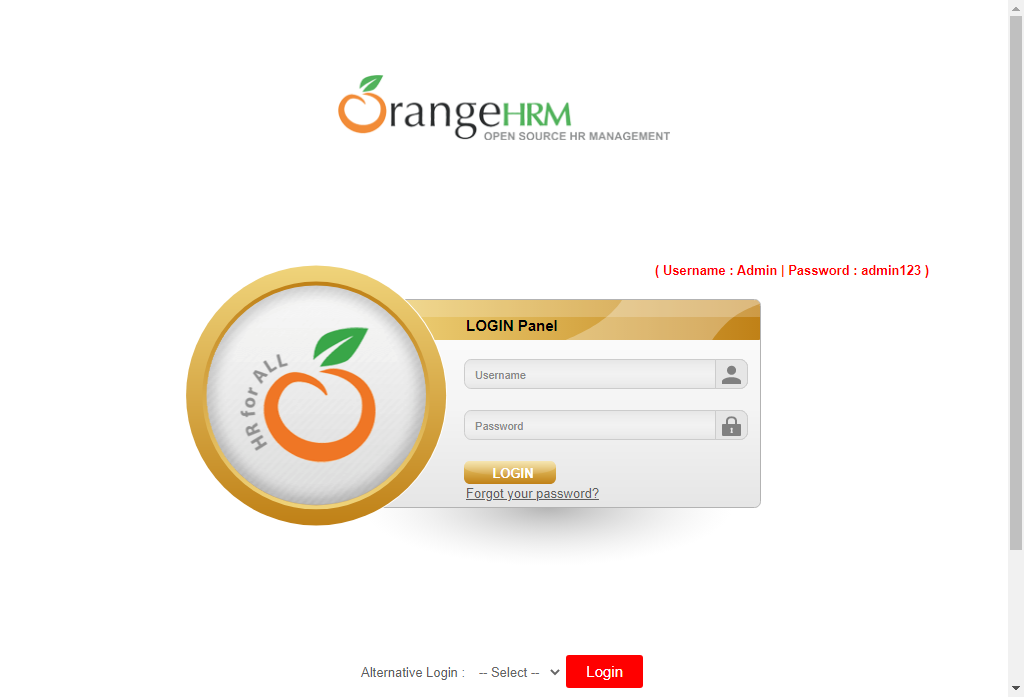 OrangeHRM
OPEN SOURCE HR MANAGEMENT
( Username : Admin | Password : admin123 )
LOGIN Panel
HR for ALL
Username
Password
LOGIN
Forgot your password?
Alternative Login : -- Select -- Login